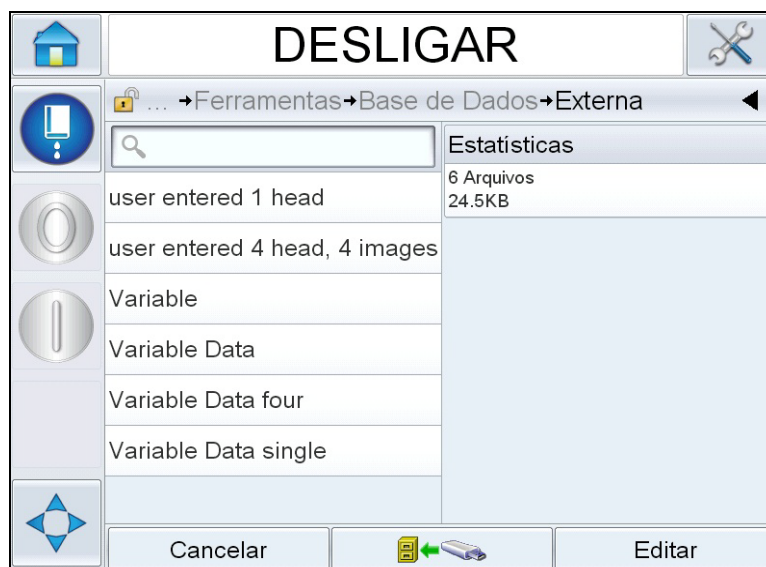 DESLIGAR
... →Ferramentas→Base de Dados→Externa
Estatísticas
6 Arquivos
24.5KB
user entered 1 head
user entered 4 head, 4 images
Variable
Variable Data
Variable Data four
Variable Data single
Cancelar
Editar